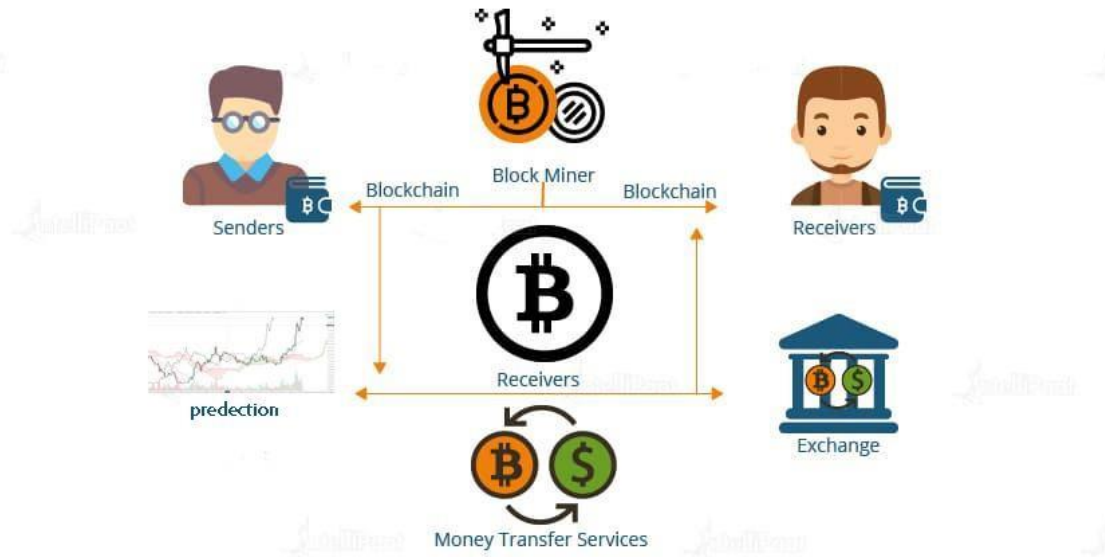 Block Miner
Blockchain
Blockchain
Senders
Receivers
Receivers
predection
Exchange
Money Transfer Services